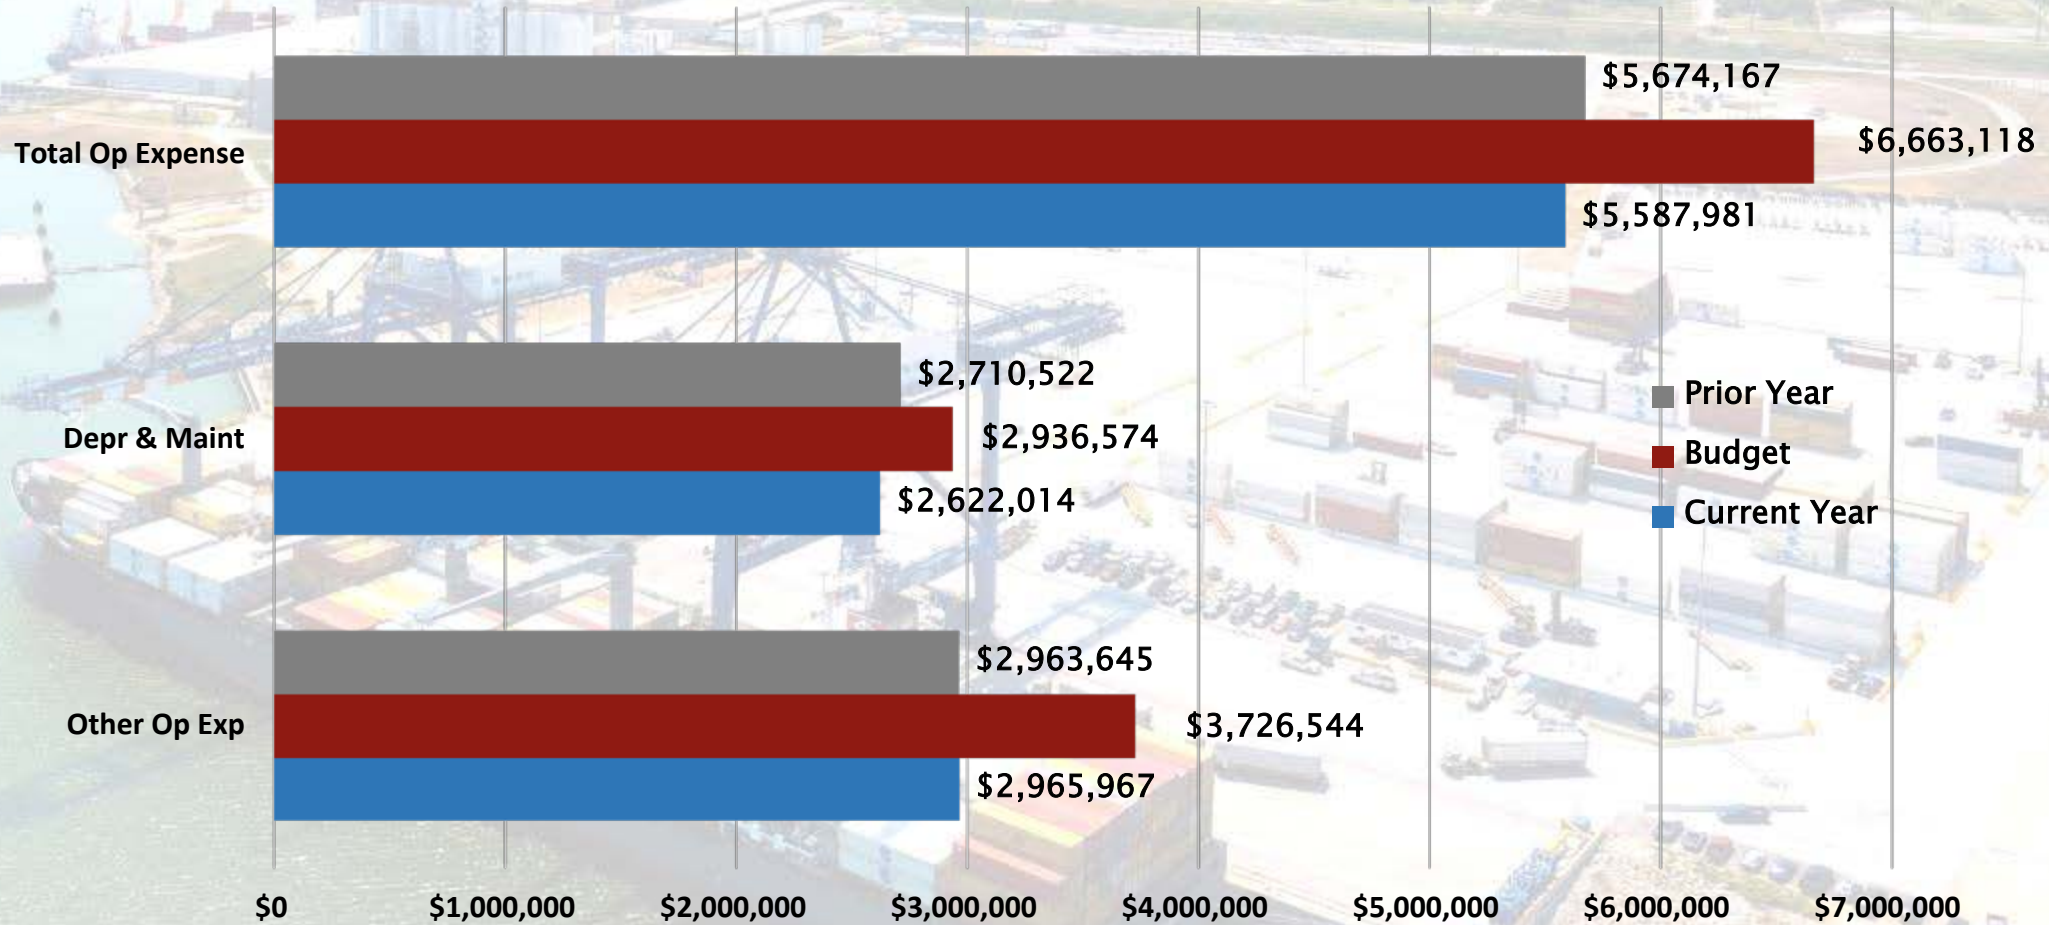 $5,674,167
Total Op Expense
$6,663,118
$5,587,981
$2,710,522
Depr & Maint
$2,936,574
$2,622,014
Prior Year
Budget
Current Year
$2,963,645
Other Op Exp
$3,726,544
$2,965,967
$0 $1,000,000 $2,000,000 $3,000,000 $4,000,000 $5,000,000 $6,000,000 $7,000,000